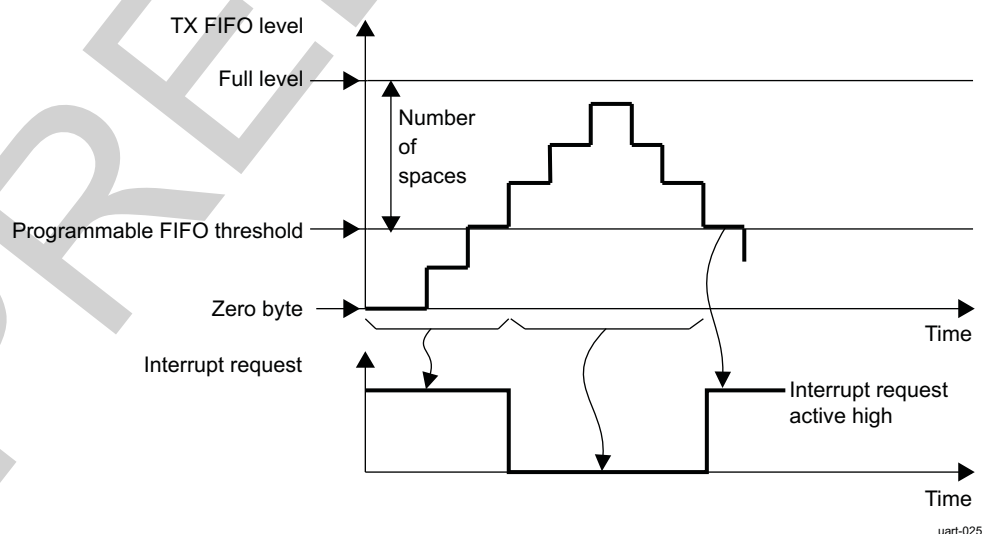 TX FIFO level
Full level
Number
of
spaces
Programmable FIFO threshold
Zero byte
Time
Interrupt request
Interrupt request
active high
Time
uart-025